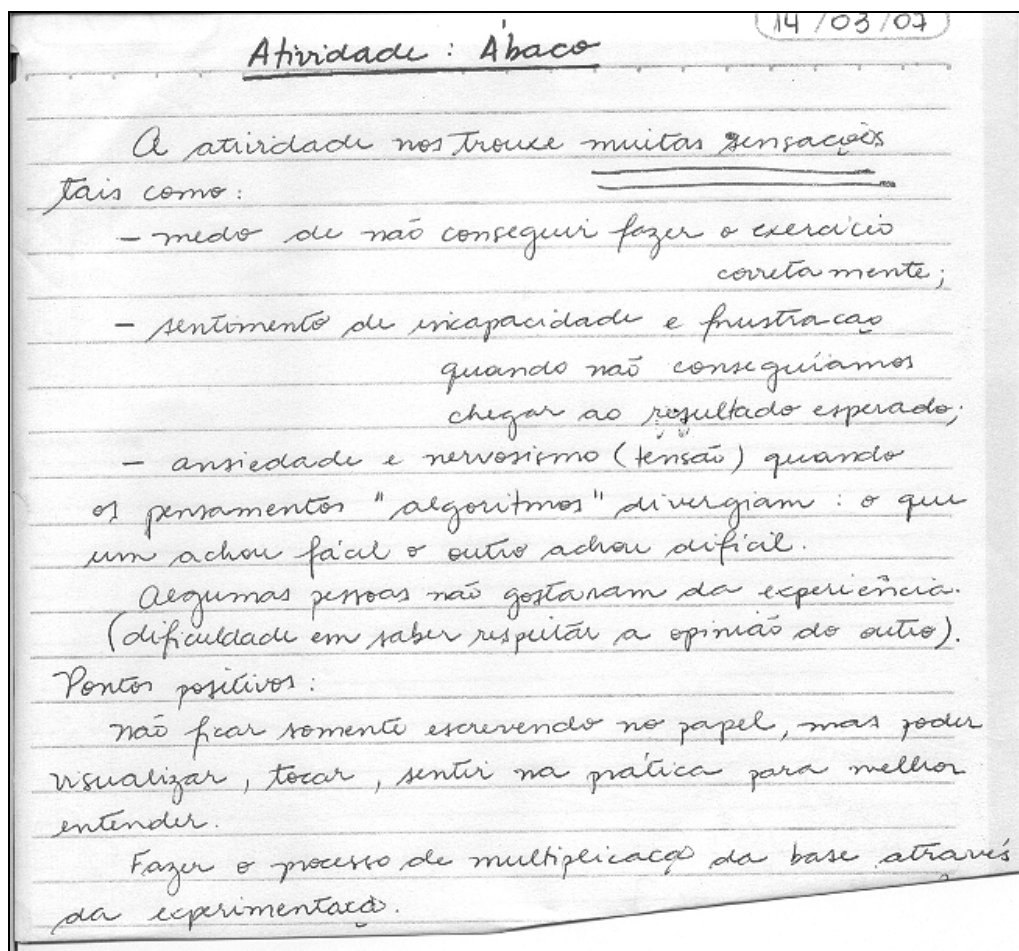 14/03/07
Atividade: Ábaco
A atividade nos trouxe muitas sensações
tais como:
- medo de não conseguir fazer o exercício
corretamente;
- sentimento de incapacidade e frustracao
quando não conseguíamos
chegar ao resultado esperado;
- ansiedade e nervosismo (tensão) quando
os pensamentos "algoritmos" divergiam: o que
um achou fácil o outro achou difícil.
Algumas pessoas não gostaram da experiência.
(dificuldade em saber respeitar a opinião do outro).
Pontos positivos:
não ficar somente escrevendo no papel, mas poder
visualizar, tocar, sentir na prática para melhor
entender.
Fazer o processo de multiplicação da base através
da experimentação.